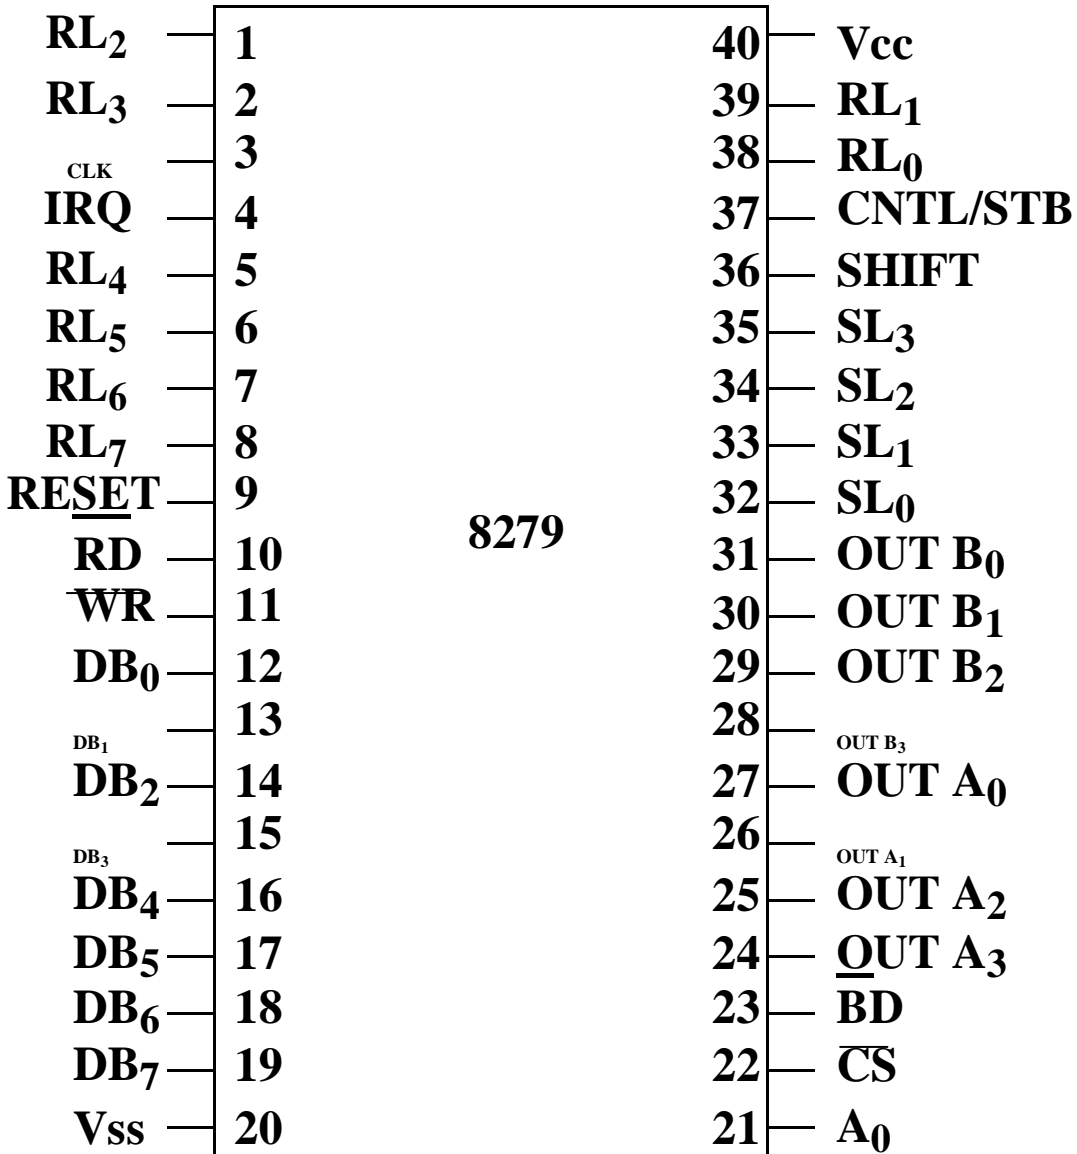 RL₂ 1 40 Vcc
RL₃ 2 39 RL₁
CLK 3 38 RL₀
IRQ 4 37 CNTL/STB
RL₄ 5 36 SHIFT
RL₅ 6 35 SL₃
RL₆ 7 34 SL₂
RL₇ 8 33 SL₁
RESET 9 32 SL₀
8279
RD 10 31 OUT B₀
WR 11 30 OUT B₁
DB₀ 12 29 OUT B₂
DB₁ 13 28 OUT B₃
DB₂ 14 27 OUT A₀
DB₃ 15 26 OUT A₁
DB₄ 16 25 OUT A₂
DB₅ 17 24 OUT A₃
DB₆ 18 23 BD
DB₇ 19 22 CS
Vss 20 21 A₀